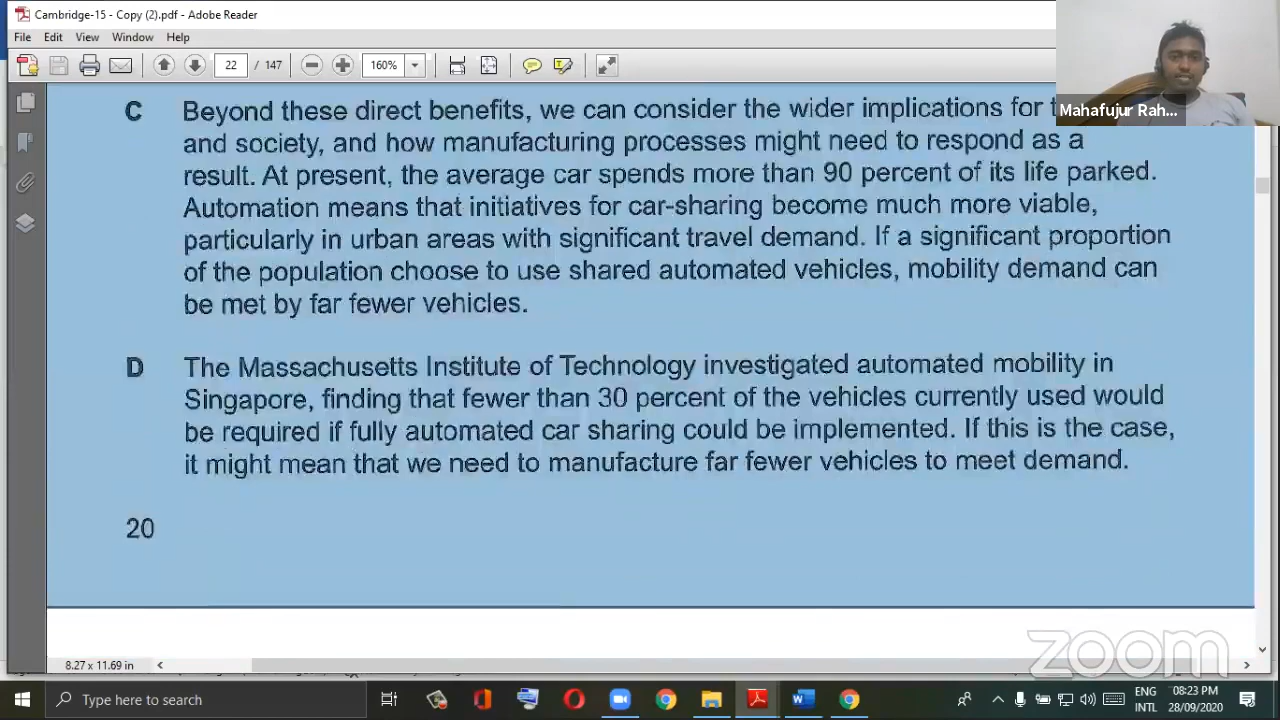 Cambridge-15 - Copy (2).pdf - Adobe Reader
File Edit View Window Help
22 / 147 160%
Mahafujur Rah...
C Beyond these direct benefits, we can consider the wider implications for
and society, and how manufacturing processes might need to respond as a
result. At present, the average car spends more than 90 percent of its life parked.
Automation means that initiatives for car-sharing become much more viable,
particularly in urban areas with significant travel demand. If a significant proportion
of the population choose to use shared automated vehicles, mobility demand can
be met by far fewer vehicles.
D The Massachusetts Institute of Technology investigated automated mobility in
Singapore, finding that fewer than 30 percent of the vehicles currently used would
be required if fully automated car sharing could be implemented. If this is the case,
it might mean that we need to manufacture far fewer vehicles to meet demand.
20
zoom
8.27 x 11.69 in
Type here to search
ENG 08:23 PM
INTL 28/09/2020